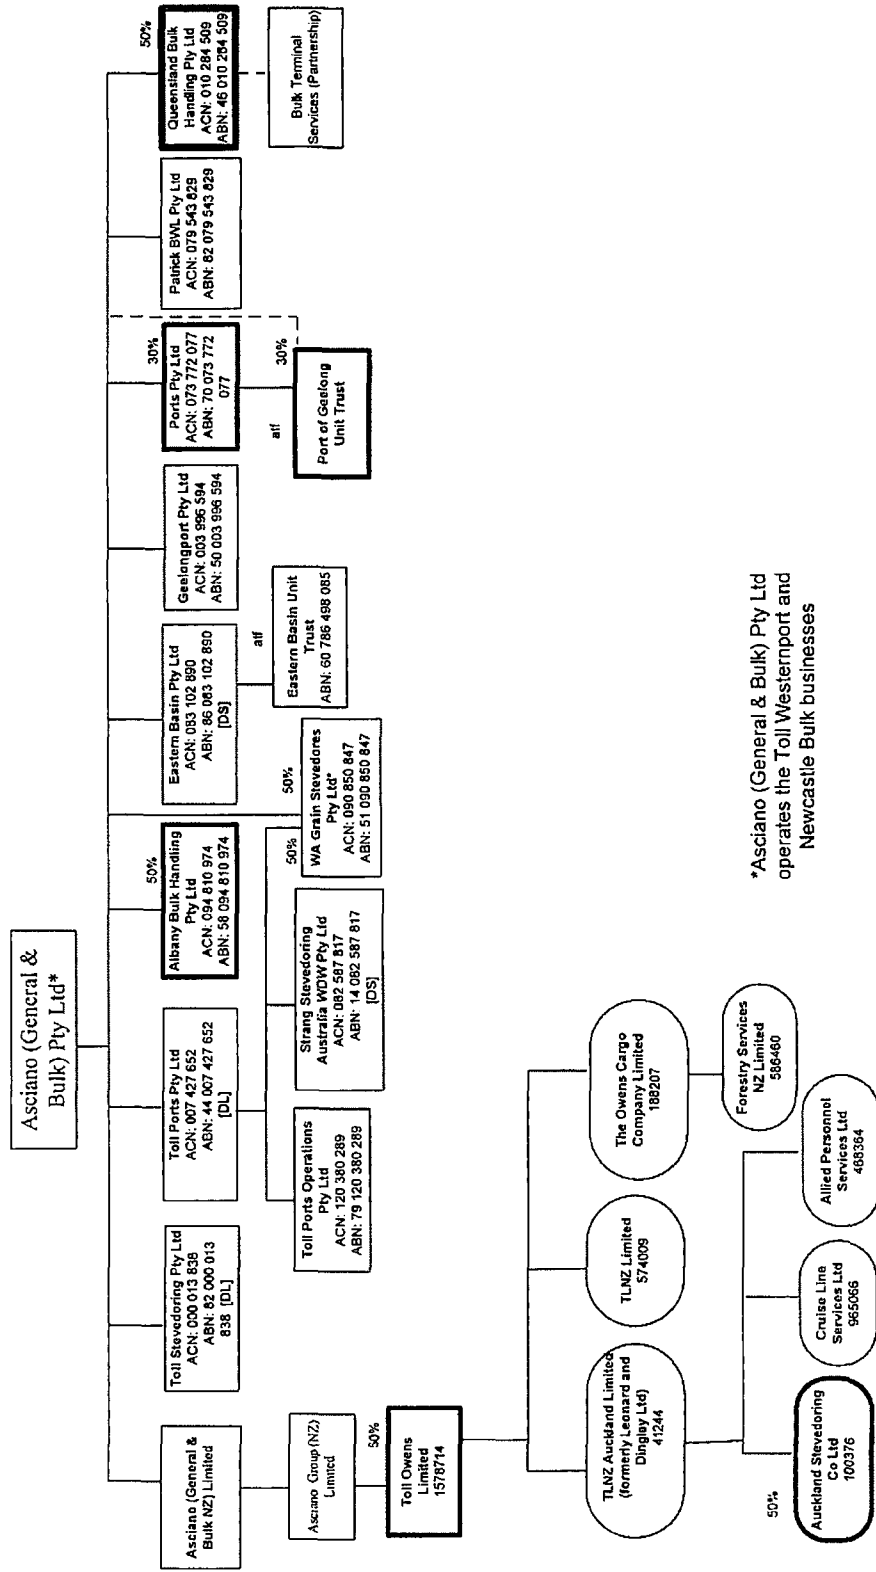 Asciano (General &
Bulk) Pty Ltd*
Asciano (General &
Bulk NZ) Limited
Toll Stevedoring Pty Ltd
ACN: 000 013 838
ABN: 82 000 013
838 [DL]
Toll Ports Pty Ltd
ACN: 007 427 652
ABN: 44 007 427 652
[DL]
50%
Albany Bulk Handling
Pty Ltd
ACN: 094 810 974
ABN: 58 094 810 974
Eastern Basin Pty Ltd
ACN: 083 102 890
ABN: 86 083 102 890
[DS]
Geelongport Pty Ltd
ACN: 003 996 594
ABN: 50 003 996 594
30%
Ports Pty Ltd
ACN: 073 772 077
ABN: 70 073 772
077
Patrick BWL Pty Ltd
ACN: 079 543 829
ABN: 82 079 543 829
50%
Queensland Bulk
Handling Pty Ltd
ACN: 010 284 509
ABN: 46 010 284 509
Asciano Group (NZ)
Limited
Toll Ports Operations
Pty Ltd
ACN: 120 380 289
ABN: 79 120 380 289
Strang Stevedoring
Australia WDW Pty Ltd
ACN: 082 587 817
ABN: 14 082 587 817
[DS]
50%
50%
WA Grain Stevedores
Pty Ltd*
ACN: 090 850 847
ABN: 51 090 850 847
atf
Eastern Basin Unit
Trust
ABN: 60 786 498 085
atf
30%
Port of Geelong
Unit Trust
Bulk Terminal
Services (Partnership)
50%
Toll Owens
Limited
1578714
TLNZ Auckland Limited
(formerly Leonard and
Dinglay Ltd)
41244
TLNZ Limited
574009
The Owens Cargo
Company Limited
188207
Forestry Services
NZ Limited
586460
50%
Auckland Stevedoring
Co Ltd
100376
Cruise Line
Services Ltd
965066
Allied Personnel
Services Ltd
468364
*Asciano (General & Bulk) Pty Ltd
operates the Toll Westernport and
Newcastle Bulk businesses